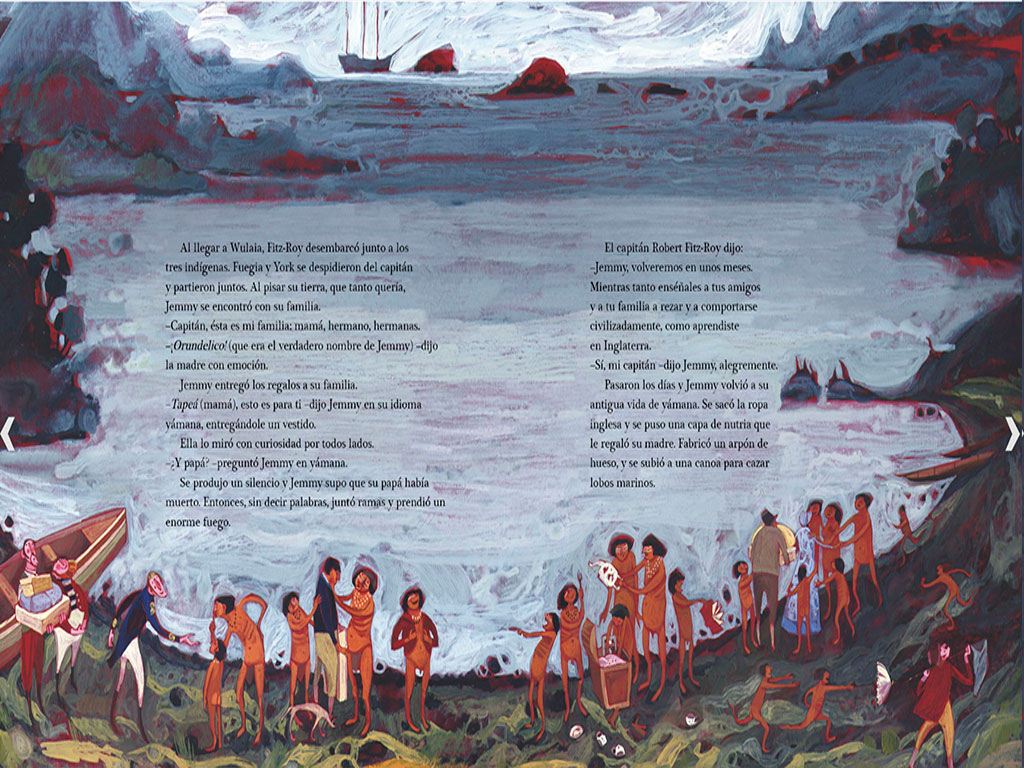 Al llegar a Wulaia, Fitz-Roy desembarcó junto a los
tres indígenas. Fuegia y York se despidieron del capitán
y partieron juntos. Al pisar su tierra, que tanto quería,
Jemmy se encontró con su familia.
–Capitán, ésta es mi familia: mamá, hermano, hermanas.
–¡Orundelico! (que era el verdadero nombre de Jemmy) –dijo
la madre con emoción.
Jemmy entregó los regalos a su familia.
–Tapeá (mamá), esto es para ti –dijo Jemmy en su idioma
yámana, entregándole un vestido.
Ella lo miró con curiosidad por todos lados.
–¿Y papá? –preguntó Jemmy en yámana.
Se produjo un silencio y Jemmy supo que su papá había
muerto. Entonces, sin decir palabras, juntó ramas y prendió un
enorme fuego.
El capitán Robert Fitz-Roy dijo:
–Jemmy, volveremos en unos meses.
Mientras tanto enséñales a tus amigos
y a tu familia a rezar y a comportarse
civilizadamente, como aprendiste
en Inglaterra.
–Sí, mi capitán –dijo Jemmy, alegremente.
Pasaron los días y Jemmy volvió a su
antigua vida de yámana. Se sacó la ropa
inglesa y se puso una capa de nutria que
le regaló su madre. Fabricó un arpón de
hueso, y se subió a una canoa para cazar
lobos marinos.